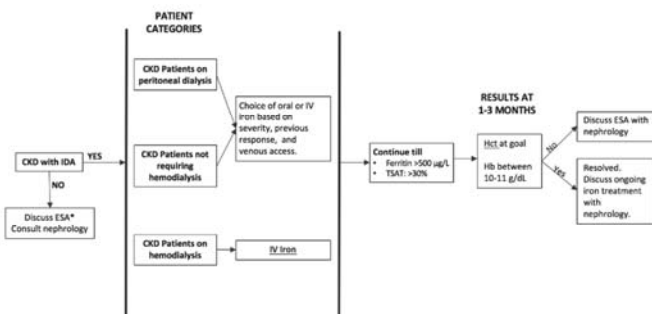 PATIENT
CATEGORIES
CKD with IDA
YES
NO
Discuss ESA*
Consult nephrology
CKD Patients on
peritoneal dialysis
CKD Patients not
requiring
hemodialysis
CKD Patients on
hemodialysis
Choice of oral or IV
iron based on
severity, previous
response, and
venous access.
IV Iron
Continue till
• Ferritin >500 µg/L
• TSAT: >30%
RESULTS AT
1-3 MONTHS
Hct at goal
Hb between
10-11 g/dL
No
Yes
Discuss ESA with
nephrology
Resolved.
Discuss ongoing
iron treatment
with
nephrology.